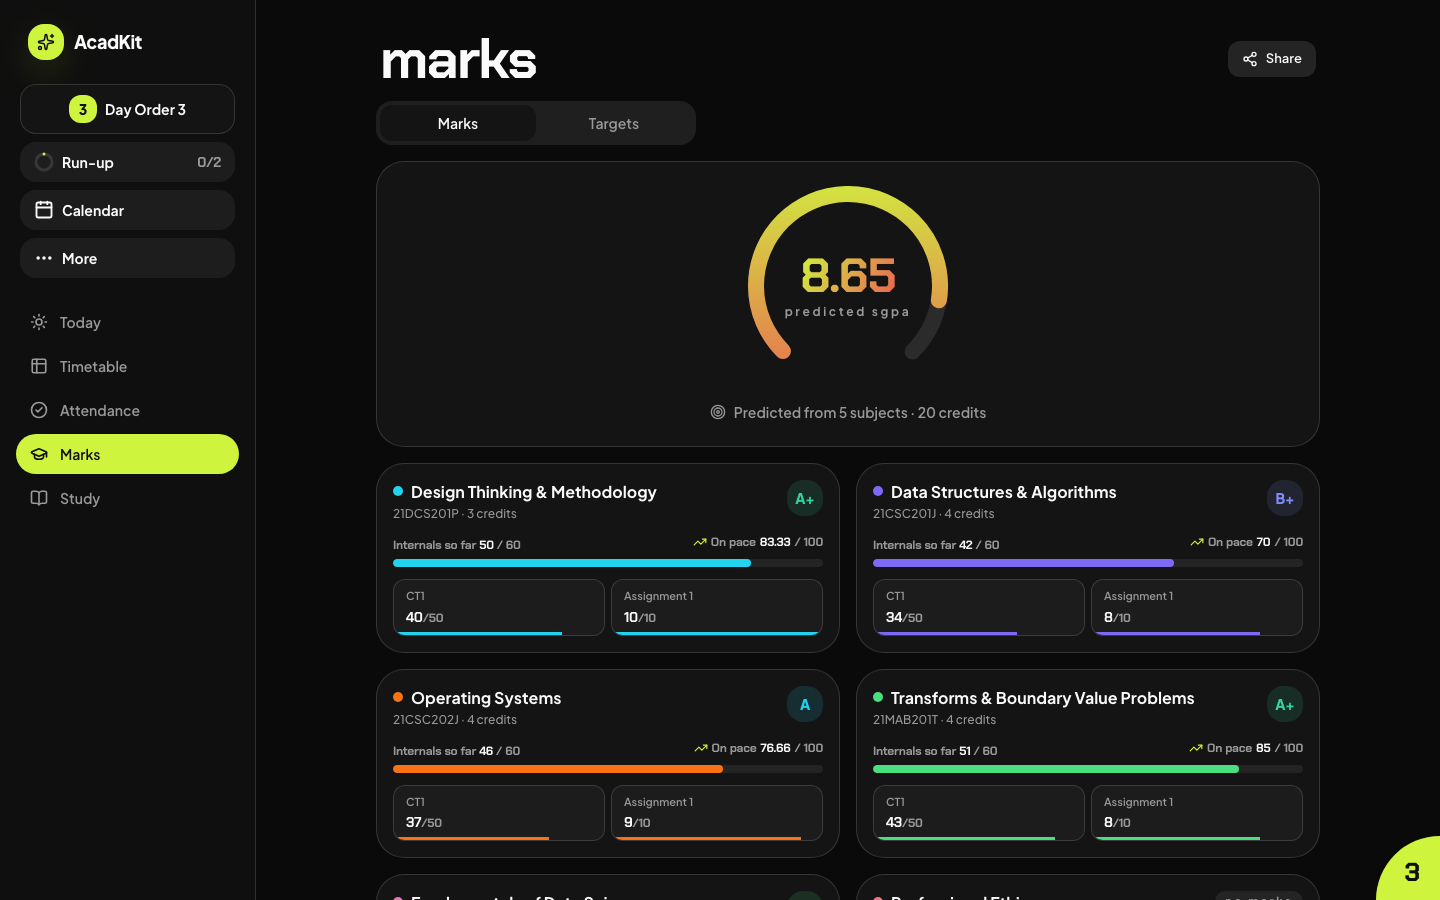 AcadKit
3 Day Order 3
Run-up 0/2
Calendar
More
Today
Timetable
Attendance
Marks
Study
marks
Share
Marks Targets
8.65
predicted sgpa
Predicted from 5 subjects · 20 credits
Design Thinking & Methodology A+
21DCS201P · 3 credits
Internals so far 50 / 60 On pace 83.33 / 100
CT1 Assignment 1
40/50 10/10
Data Structures & Algorithms B+
21CSC201J · 4 credits
Internals so far 42 / 60 On pace 70 / 100
CT1 Assignment 1
34/50 8/10
Operating Systems A
21CSC202J · 4 credits
Internals so far 46 / 60 On pace 76.66 / 100
CT1 Assignment 1
37/50 9/10
Transforms & Boundary Value Problems A+
21MAB201T · 4 credits
Internals so far 51 / 60 On pace 85 / 100
CT1 Assignment 1
43/50 8/10
3